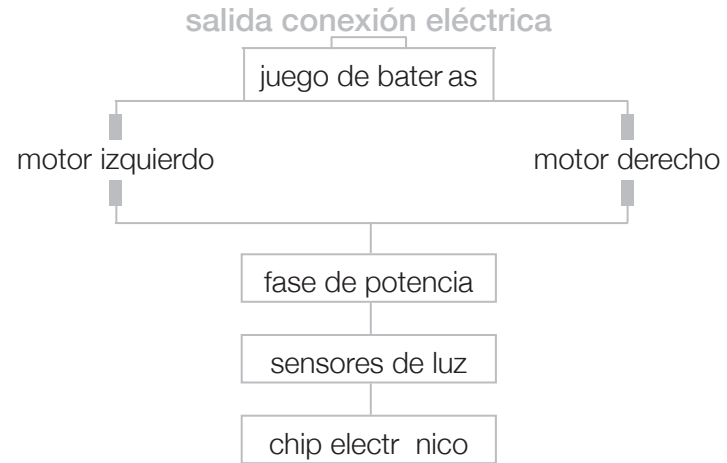 salida conexión eléctrica
juego de bater as
motor izquierdo
motor derecho
fase de potencia
sensores de luz
chip electr nico